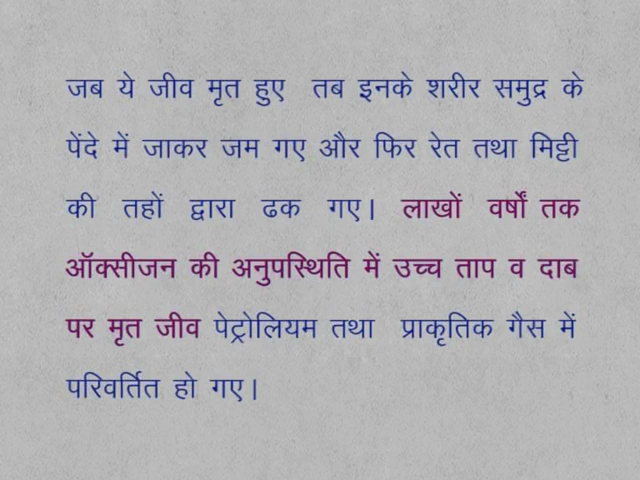 जब ये जीव मृत हुए तब इनके शरीर समुद्र के
पेंदे में जाकर जम गए और फिर रेत तथा मिट्टी
की तहों द्वारा ढक गए। लाखों वर्षों तक
ऑक्सीजन की अनुपस्थिति में उच्च ताप व दाब
पर मृत जीव पेट्रोलियम तथा प्राकृतिक गैस में
परिवर्तित हो गए।